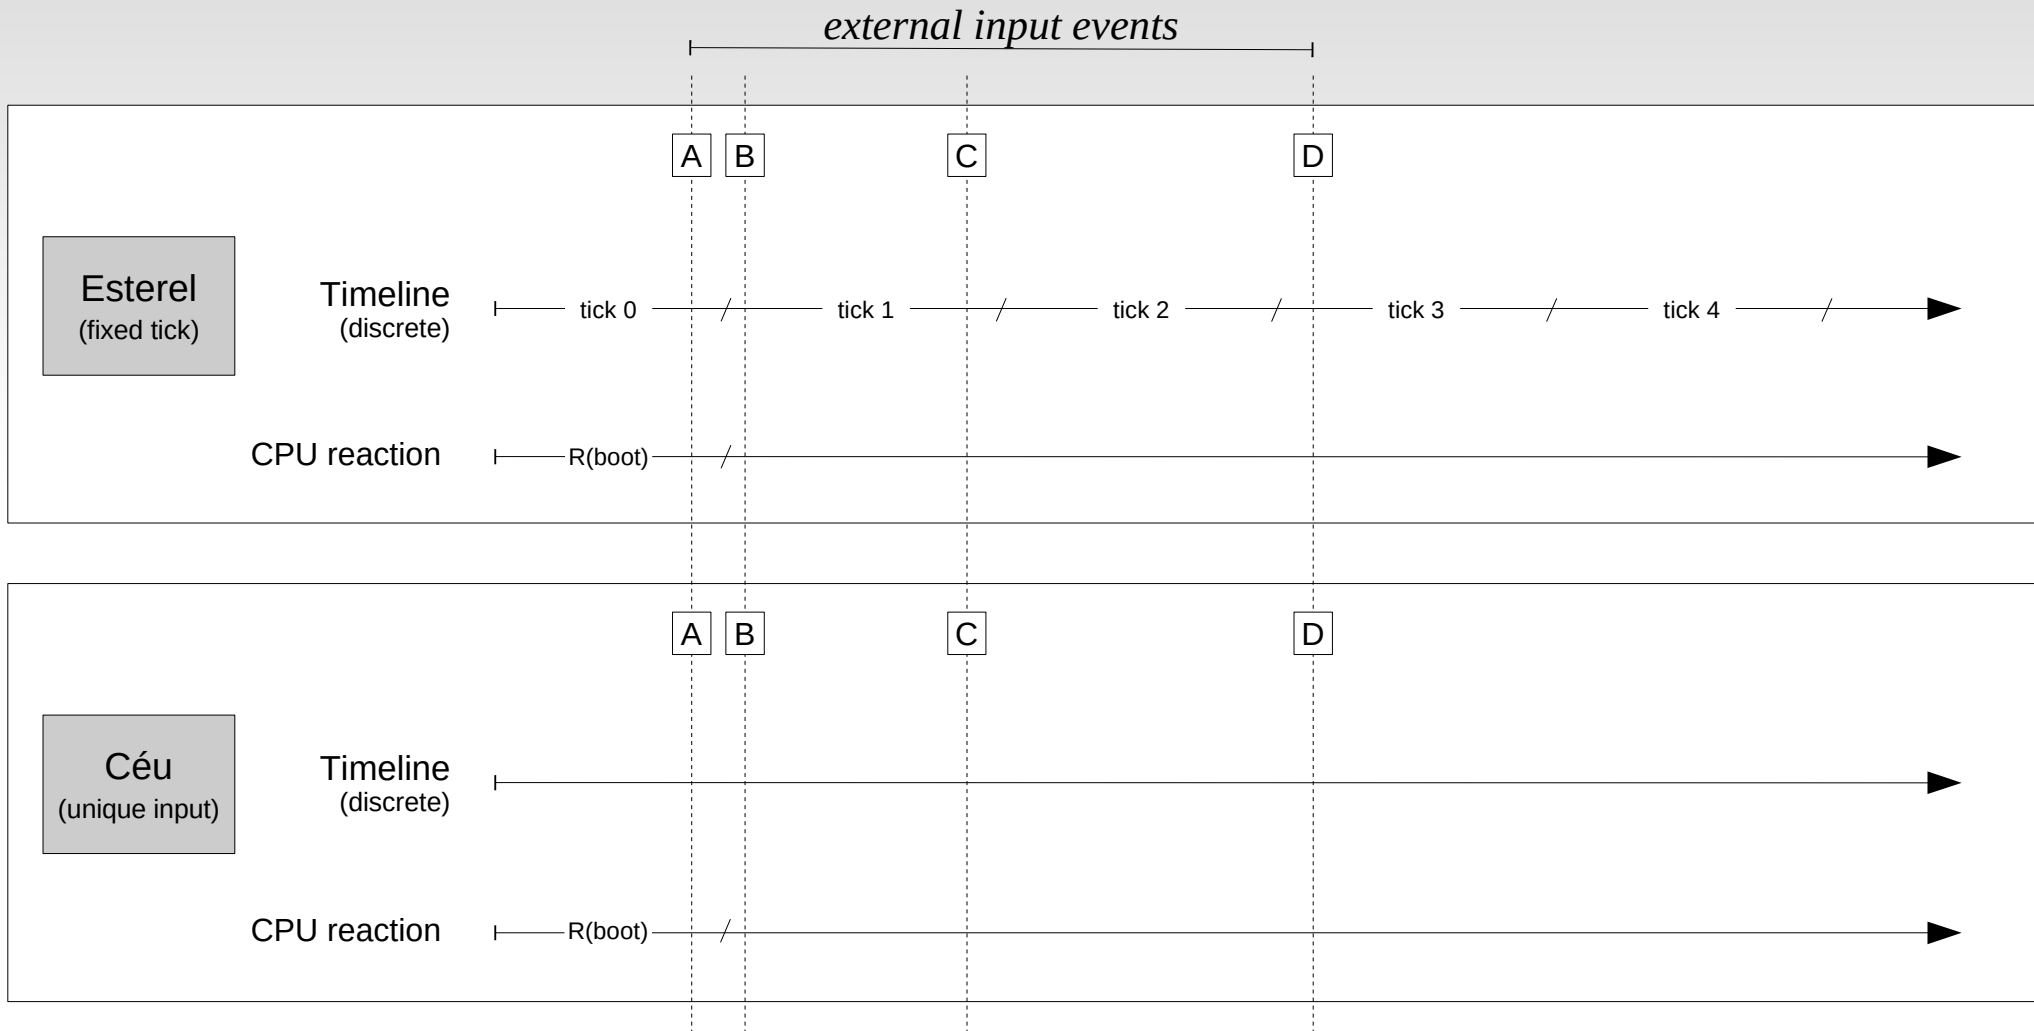 external input events
A B C D
Esterel
(fixed tick)
Timeline
(discrete)
tick 0 tick 1 tick 2 tick 3 tick 4
CPU reaction
R(boot)
A B C D
Céu
(unique input)
Timeline
(discrete)
CPU reaction
R(boot)